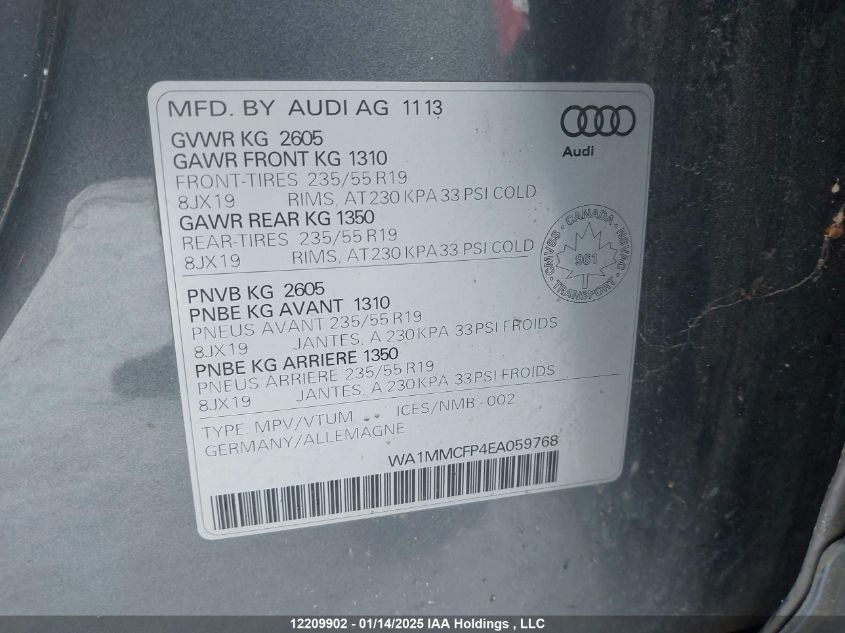 MFD. BY AUDI AG 11 13
Audi
GVWR KG 2605
GAWR FRONT KG 1310
FRONT-TIRES 235/55 R19
8JX19 RIMS, AT 230 KPA 33 PSI COLD
GAWR REAR KG 1350
REAR-TIRES 235/55 R19
8JX19 RIMS, AT 230 KPA 33 PSI COLD
CANADA
CMVSS · NSVAC
961
TRANSPORT
PNVB KG 2605
PNBE KG AVANT 1310
PNEUS AVANT 235/55 R19
8JX19 JANTES, A 230 KPA 33 PSI FROIDS
PNBE KG ARRIERE 1350
PNEUS ARRIERE 235/55 R19
8JX19 JANTES, A 230 KPA 33 PSI FROIDS
TYPE. MPV/VTUM ICES/NMB-002
GERMANY/ALLEMAGNE
WA1MMCFP4EA059768
12209902 - 01/14/2025 IAA Holdings , LLC